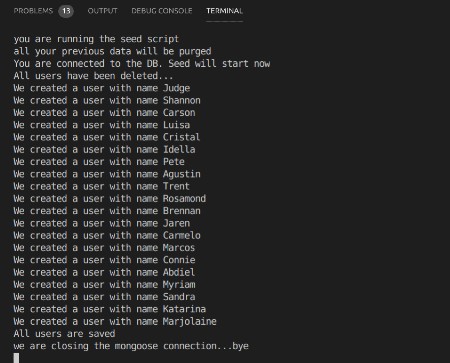 PROBLEMS 13 OUTPUT DEBUG CONSOLE TERMINAL
you are running the seed script
all your previous data will be purged
You are connected to the DB. Seed will start now
All users have been deleted...
We created a user with name Judge
We created a user with name Shannon
We created a user with name Carson
We created a user with name Luisa
We created a user with name Cristal
We created a user with name Idella
We created a user with name Pete
We created a user with name Agustin
We created a user with name Trent
We created a user with name Rosamond
We created a user with name Brennan
We created a user with name Jaren
We created a user with name Carmelo
We created a user with name Marcos
We created a user with name Connie
We created a user with name Abdiel
We created a user with name Myriam
We created a user with name Sandra
We created a user with name Katarina
We created a user with name Marjolaine
All users are saved
we are closing the mongoose connection...bye